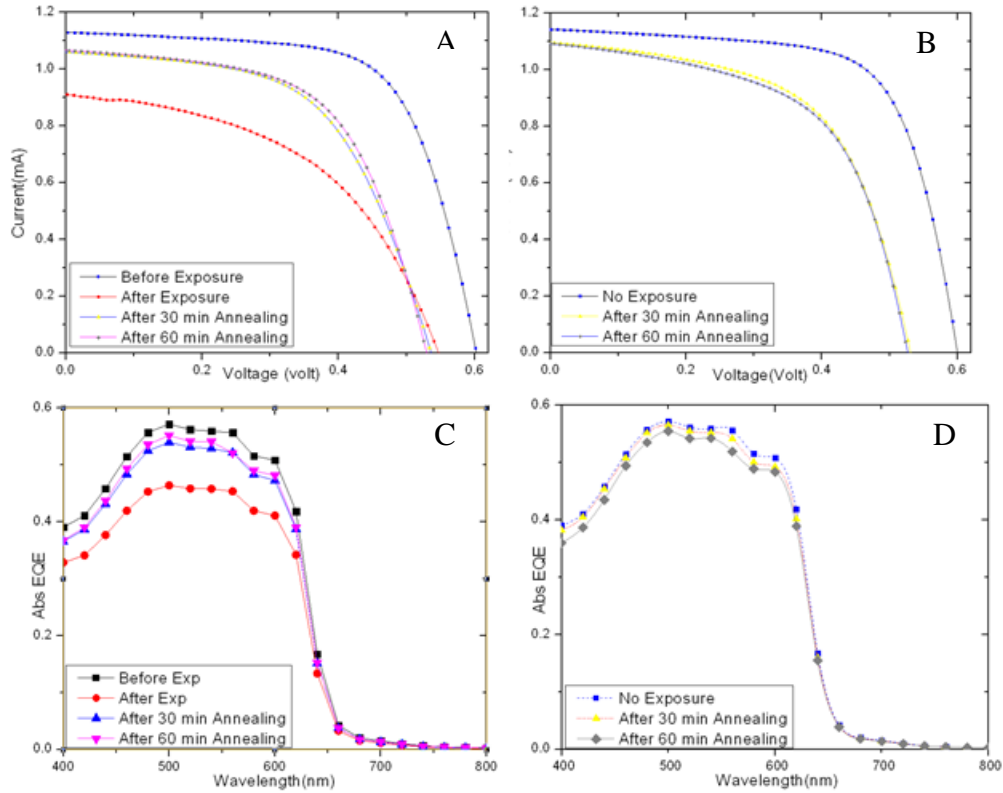 A
1.2
1.0
0.8
0.6
0.4
0.2
0.0
Current(mA)
Before Exposure
After Exposure
After 30 min Annealing
After 60 min Annealing
0.0 0.2 0.4 0.6
Voltage (volt)
B
1.2
1.0
0.8
0.6
0.4
0.2
0.0
No Exposure
After 30 min Annealing
After 60 min Annealing
0.0 0.2 0.4 0.6
Voltage(Volt)
C
0.6
0.4
0.2
0.0
Abs EQE
Before Exp
After Exp
After 30 min Annealing
After 60 min Annealing
400 500 600 700 800
Wavelength(nm)
D
0.6
0.4
0.2
0.0
Abs EQE
No Exposure
After 30 min Annealing
After 60 min Annealing
400 500 600 700 800
Wavelength(nm)